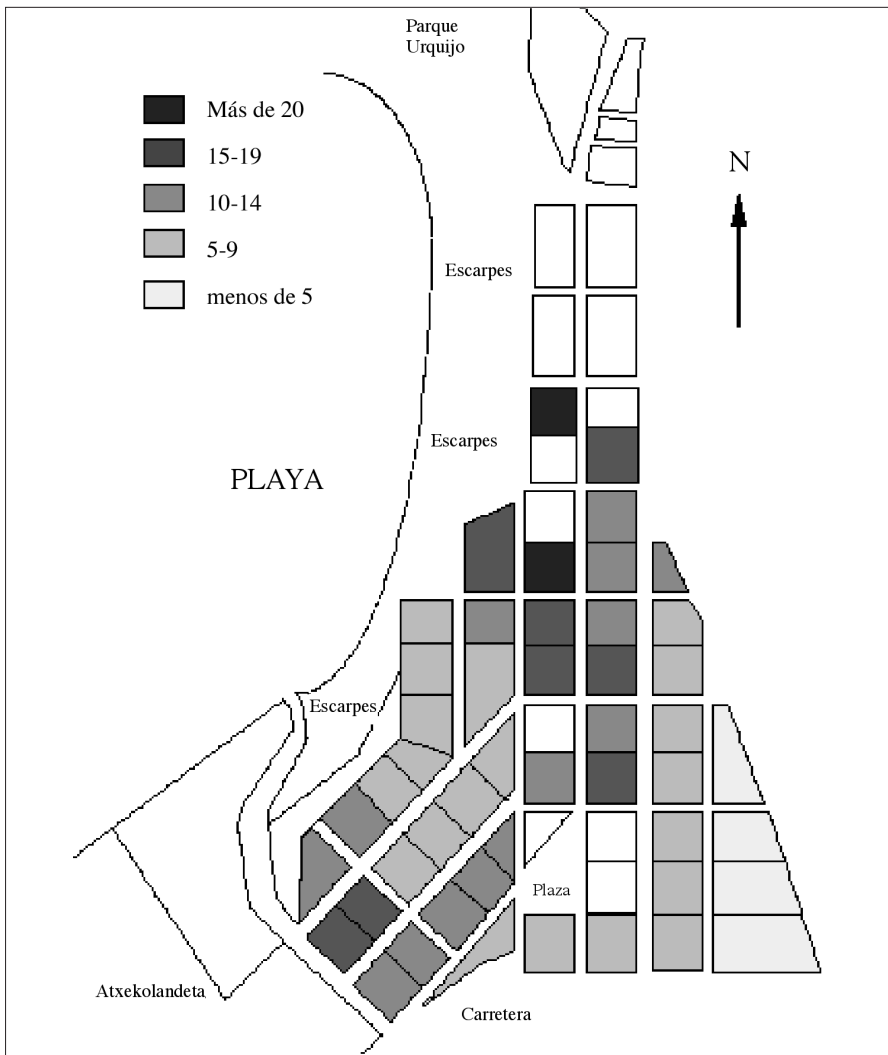 Parque
Urquijo
Más de 20
15-19
10-14
5-9
menos de 5
N
Escarpes
Escarpes
PLAYA
Escarpes
Plaza
Atxekolandeta
Carretera